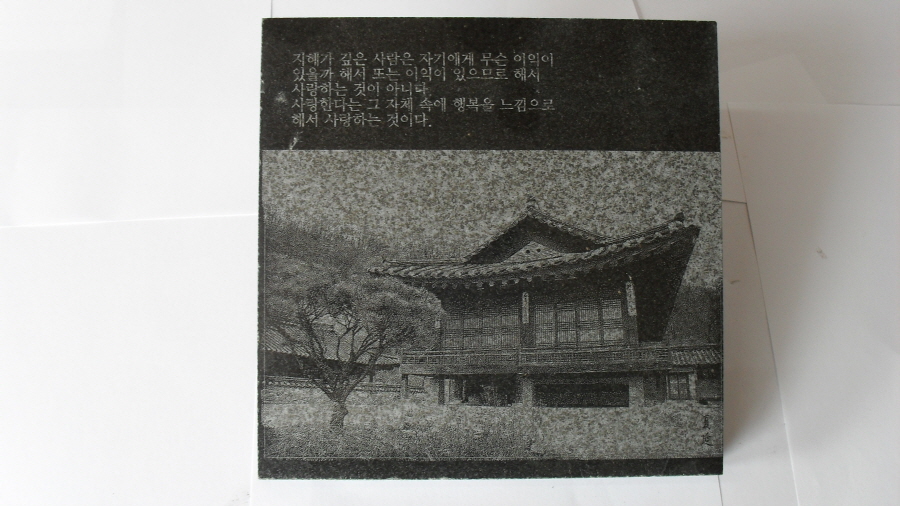 지혜가 깊은 사람은 자기에게 무슨 이익이
있을까 해서 또는 이익이 있으므로 해서
사랑하는 것이 아니다
사랑한다는 그 자체 속에 행복을 느낌으로
해서 사랑하는 것이다.